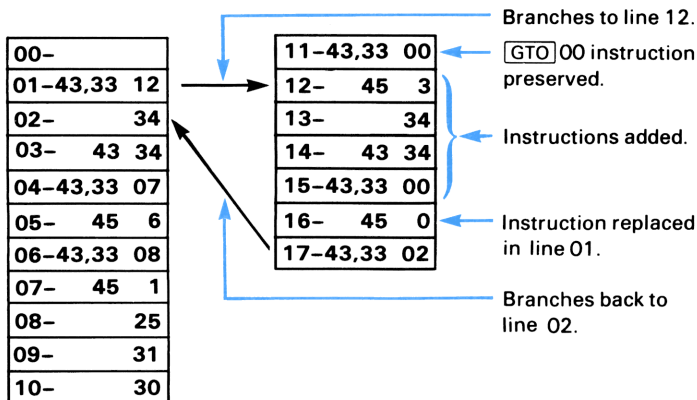 00–
01–43,33 12
02– 34
03– 43 34
04–43,33 07
05– 45 6
06–43,33 08
07– 45 1
08– 25
09– 31
10– 30
11–43,33 00
12– 45 3
13– 34
14– 43 34
15–43,33 00
16– 45 0
17–43,33 02
Branches to line 12.
GTO 00 instruction
preserved.
Instructions added.
Instruction replaced
in line 01.
Branches back to
line 02.